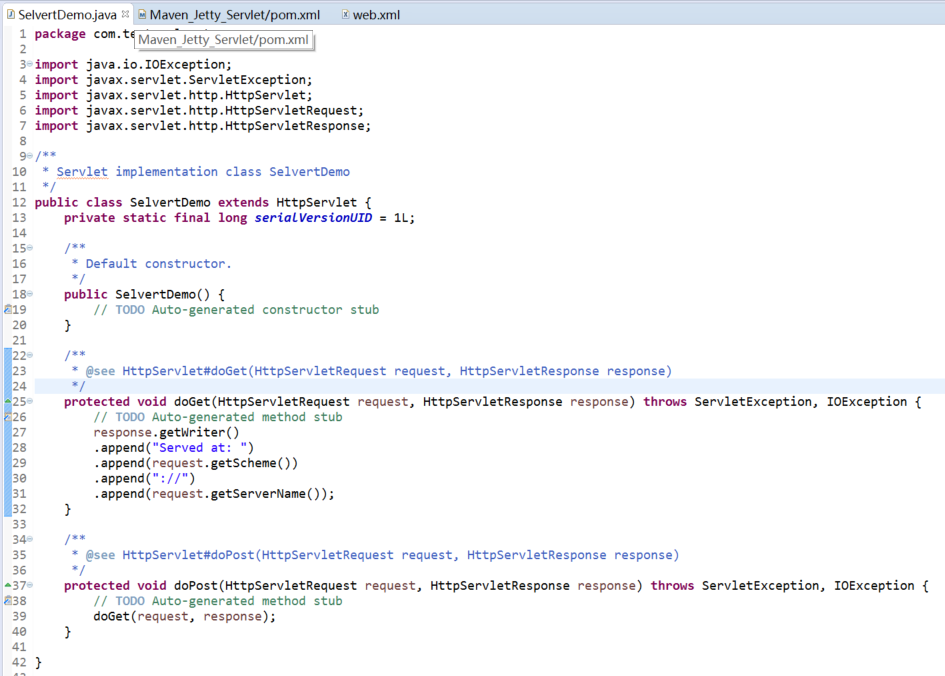 SelvertDemo.java Maven_Jetty_Servlet/pom.xml web.xml
1 package com.te
Maven_Jetty_Servlet/pom.xml
2
3 import java.io.IOException;
4 import javax.servlet.ServletException;
5 import javax.servlet.http.HttpServlet;
6 import javax.servlet.http.HttpServletRequest;
7 import javax.servlet.http.HttpServletResponse;
8
9 /**
10 * Servlet implementation class SelvertDemo
11 */
12 public class SelvertDemo extends HttpServlet {
13 private static final long serialVersionUID = 1L;
14
15 /**
16 * Default constructor.
17 */
18 public SelvertDemo() {
19 // TODO Auto-generated constructor stub
20 }
21
22 /**
23 * @see HttpServlet#doGet(HttpServletRequest request, HttpServletResponse response)
24 */
25 protected void doGet(HttpServletRequest request, HttpServletResponse response) throws ServletException, IOException {
26 // TODO Auto-generated method stub
27 response.getWriter()
28 .append("Served at: ")
29 .append(request.getScheme())
30 .append("://")
31 .append(request.getServerName());
32 }
33
34 /**
35 * @see HttpServlet#doPost(HttpServletRequest request, HttpServletResponse response)
36 */
37 protected void doPost(HttpServletRequest request, HttpServletResponse response) throws ServletException, IOException {
38 // TODO Auto-generated method stub
39 doGet(request, response);
40 }
41
42 }